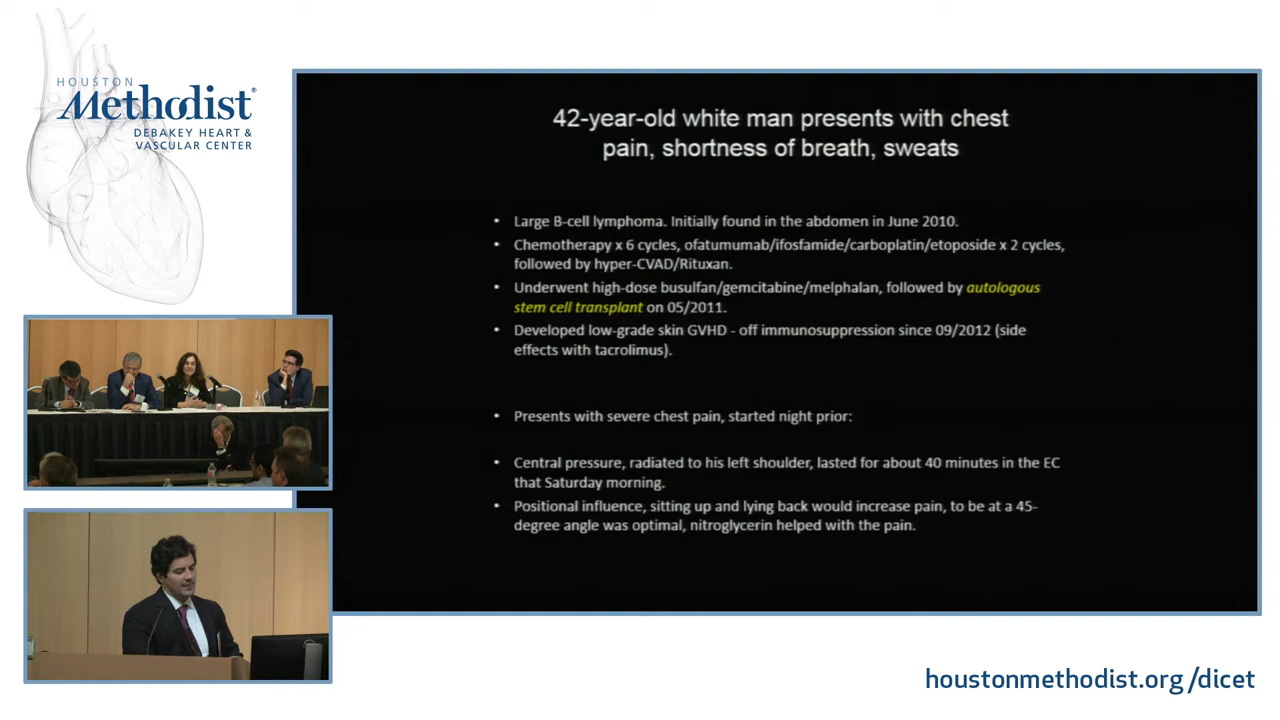 HOUSTON
Methodist®
DEBAKEY HEART &
VASCULAR CENTER
42-year-old white man presents with chest
pain, shortness of breath, sweats
• Large B-cell lymphoma. Initially found in the abdomen in June 2010.
• Chemotherapy x 6 cycles, ofatumumab/ifosfamide/carboplatin/etoposide x 2 cycles,
followed by hyper-CVAD/Rituxan.
• Underwent high-dose busulfan/gemcitabine/melphalan, followed by autologous
stem cell transplant on 05/2011.
• Developed low-grade skin GVHD - off immunosuppression since 09/2012 (side
effects with tacrolimus).
• Presents with severe chest pain, started night prior:
• Central pressure, radiated to his left shoulder, lasted for about 40 minutes in the EC
that Saturday morning.
• Positional influence, sitting up and lying back would increase pain, to be at a 45-
degree angle was optimal, nitroglycerin helped with the pain.
houstonmethodist.org/dicet